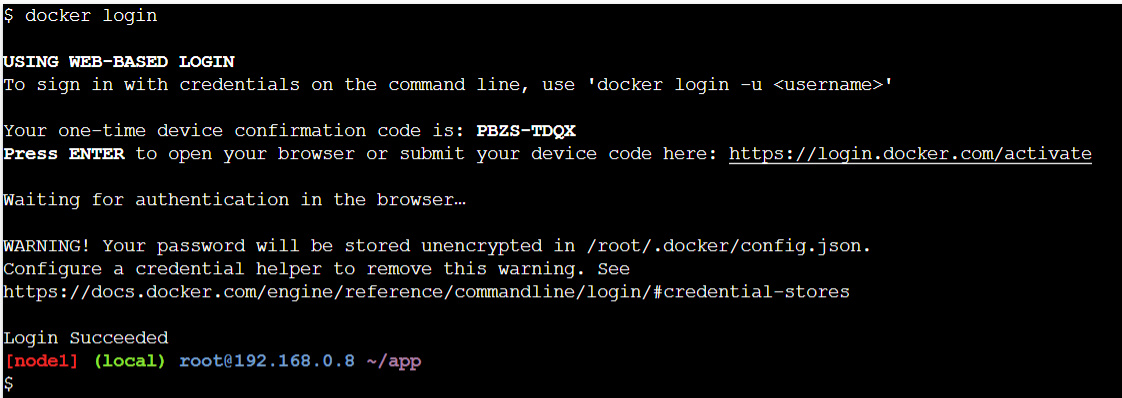 $ docker login
USING WEB-BASED LOGIN
To sign in with credentials on the command line, use 'docker login -u <username>'
Your one-time device confirmation code is: PBZS-TDQX
Press ENTER to open your browser or submit your device code here: https://login.docker.com/activate
Waiting for authentication in the browser…
WARNING! Your password will be stored unencrypted in /root/.docker/config.json.
Configure a credential helper to remove this warning. See
https://docs.docker.com/engine/reference/commandline/login/#credential-stores
Login Succeeded
[node1] (local) root@192.168.0.8 ~/app
$